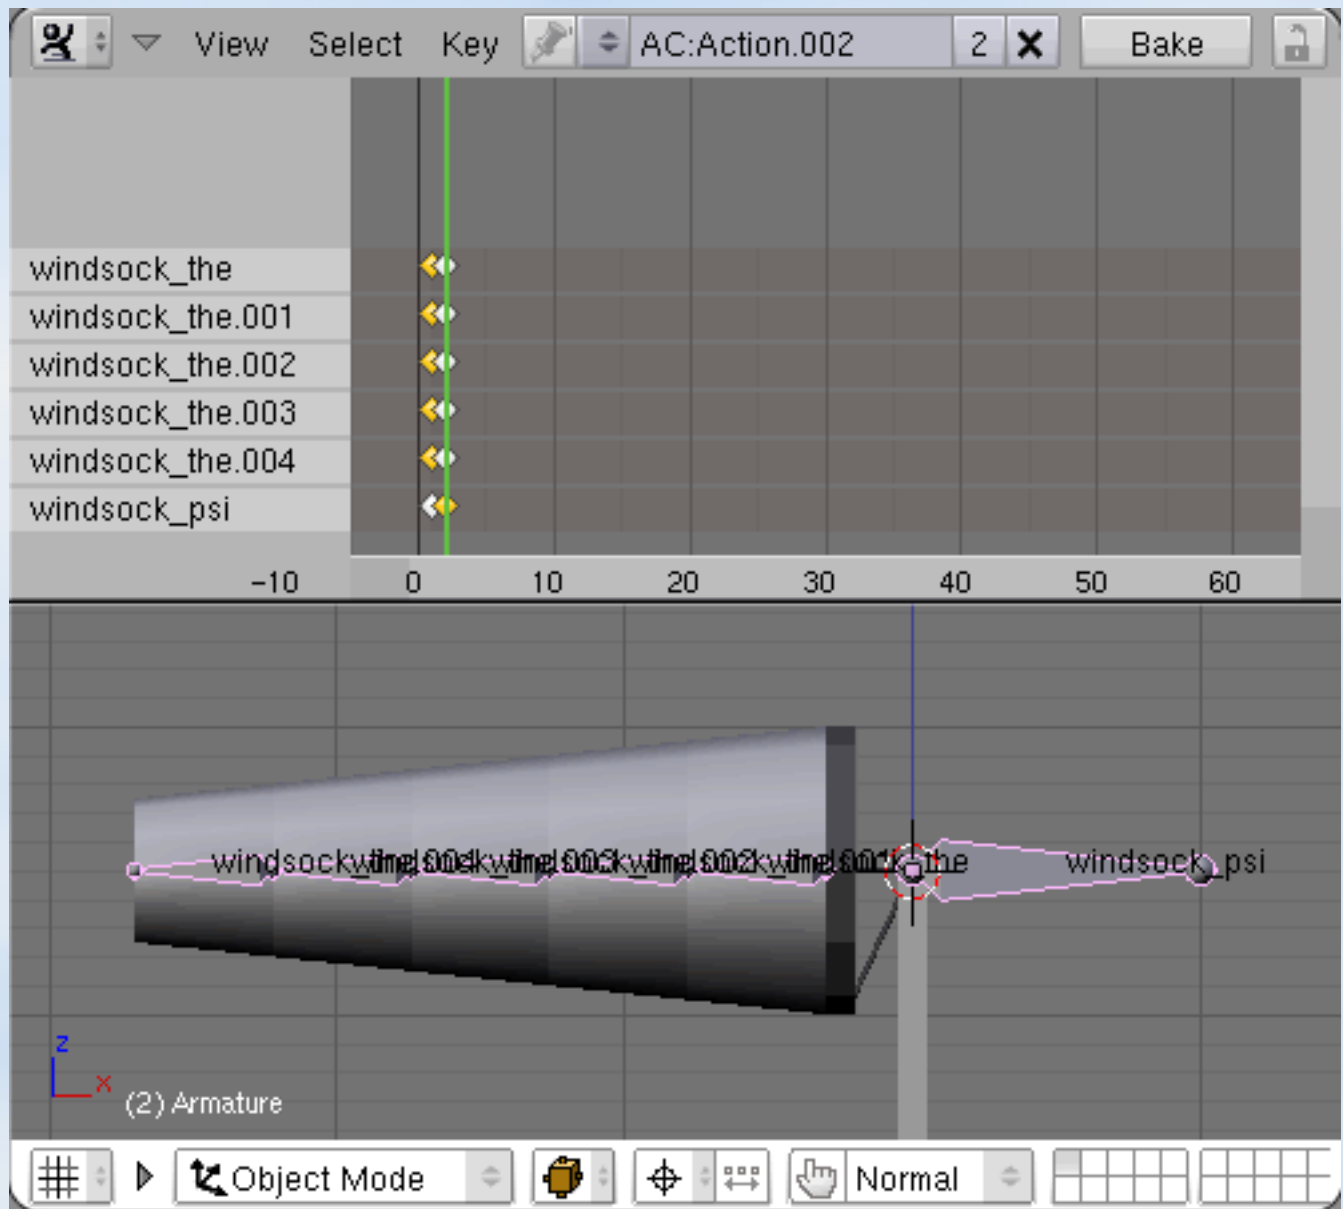 View Select Key AC:Action.002 2 Bake
windsock_the
windsock_the.001
windsock_the.002
windsock_the.003
windsock_the.004
windsock_psi
-10 0 10 20 30 40 50 60
windsock_psi
z
x
(2) Armature
Object Mode Normal